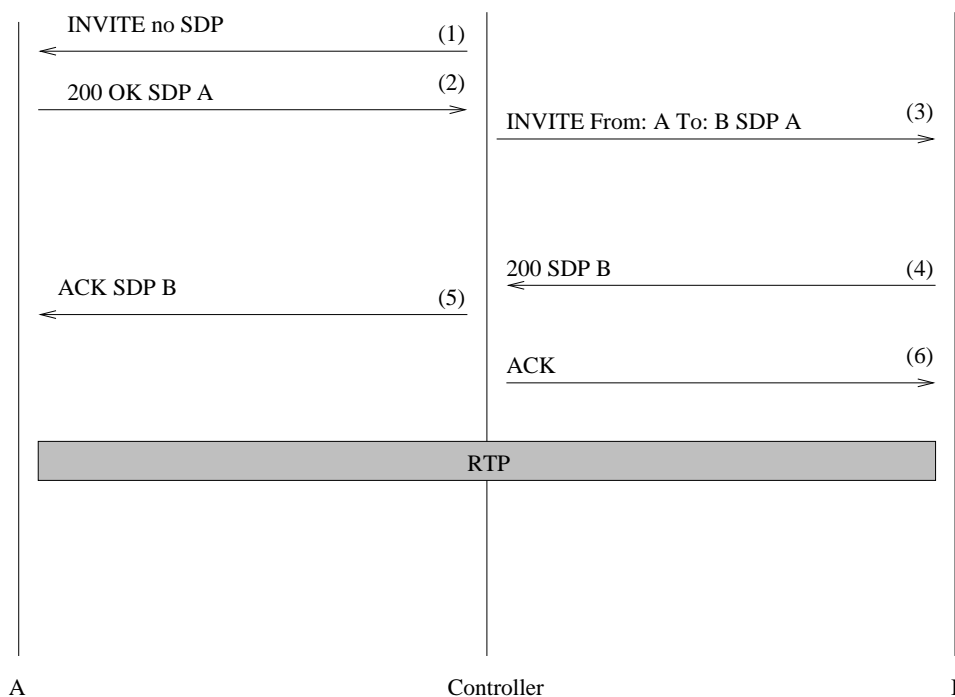 INVITE no SDP
(1)
(2)
200 OK SDP A
(3)
INVITE From: A To: B SDP A
200 SDP B
(4)
ACK SDP B
(5)
(6)
ACK
RTP
A
Controller